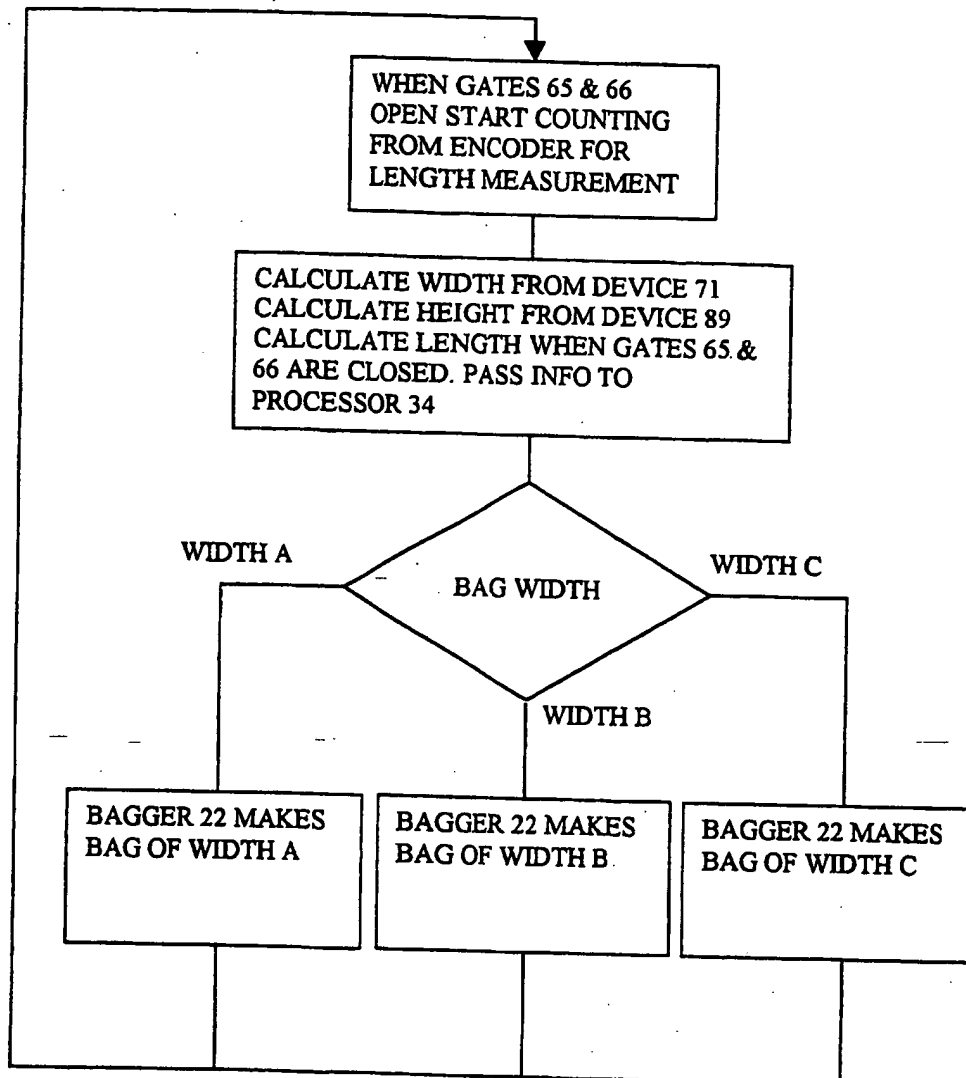 WHEN GATES 65 & 66
OPEN START COUNTING
FROM ENCODER FOR
LENGTH MEASUREMENT
CALCULATE WIDTH FROM DEVICE 71
CALCULATE HEIGHT FROM DEVICE 89
CALCULATE LENGTH WHEN GATES 65 &
66 ARE CLOSED. PASS INFO TO
PROCESSOR 34
WIDTH A
BAG WIDTH
WIDTH C
WIDTH B
BAGGER 22 MAKES
BAG OF WIDTH A
BAGGER 22 MAKES
BAG OF WIDTH B
BAGGER 22 MAKES
BAG OF WIDTH C